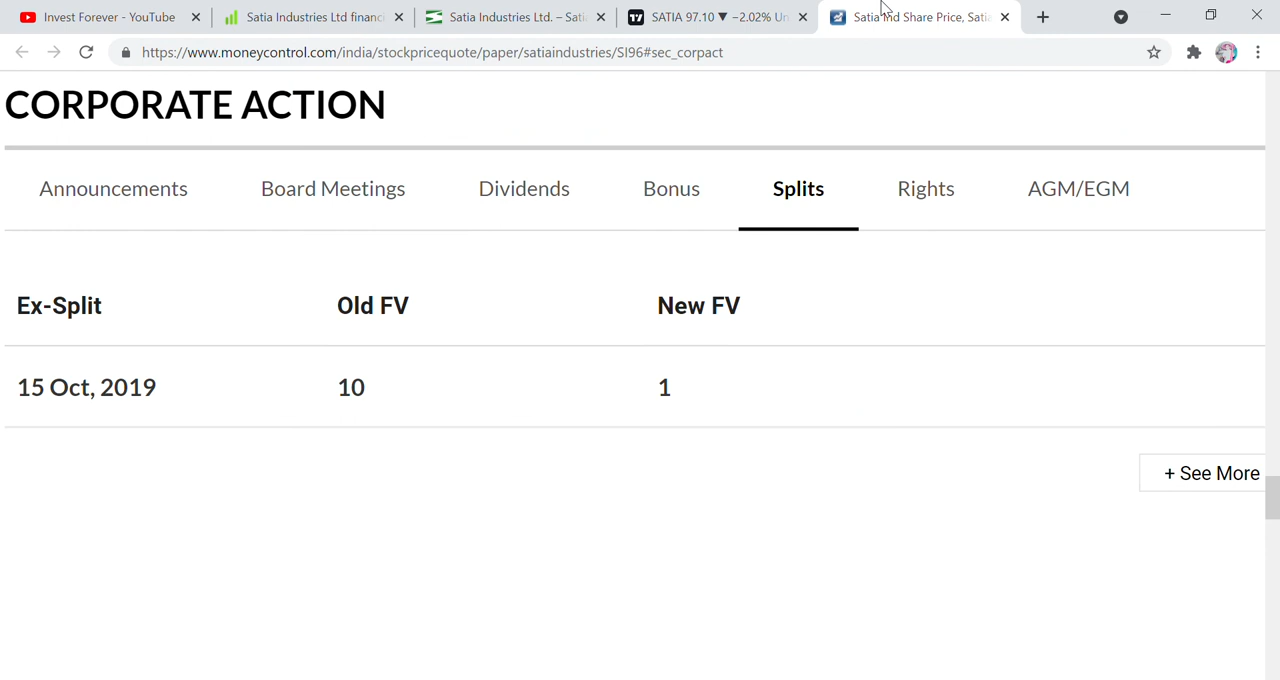 Invest Forever - YouTube
Satia Industries Ltd financ
Satia Industries Ltd. – Sati
SATIA 97.10 ▼ −2.02% Un
Satia Ind Share Price, Satia
https://www.moneycontrol.com/india/stockpricequote/paper/satiaindustries/SI96#sec_corpact
CORPORATE ACTION
Announcements Board Meetings Dividends Bonus Splits Rights AGM/EGM
Ex-Split Old FV New FV
15 Oct, 2019 10 1
+ See More